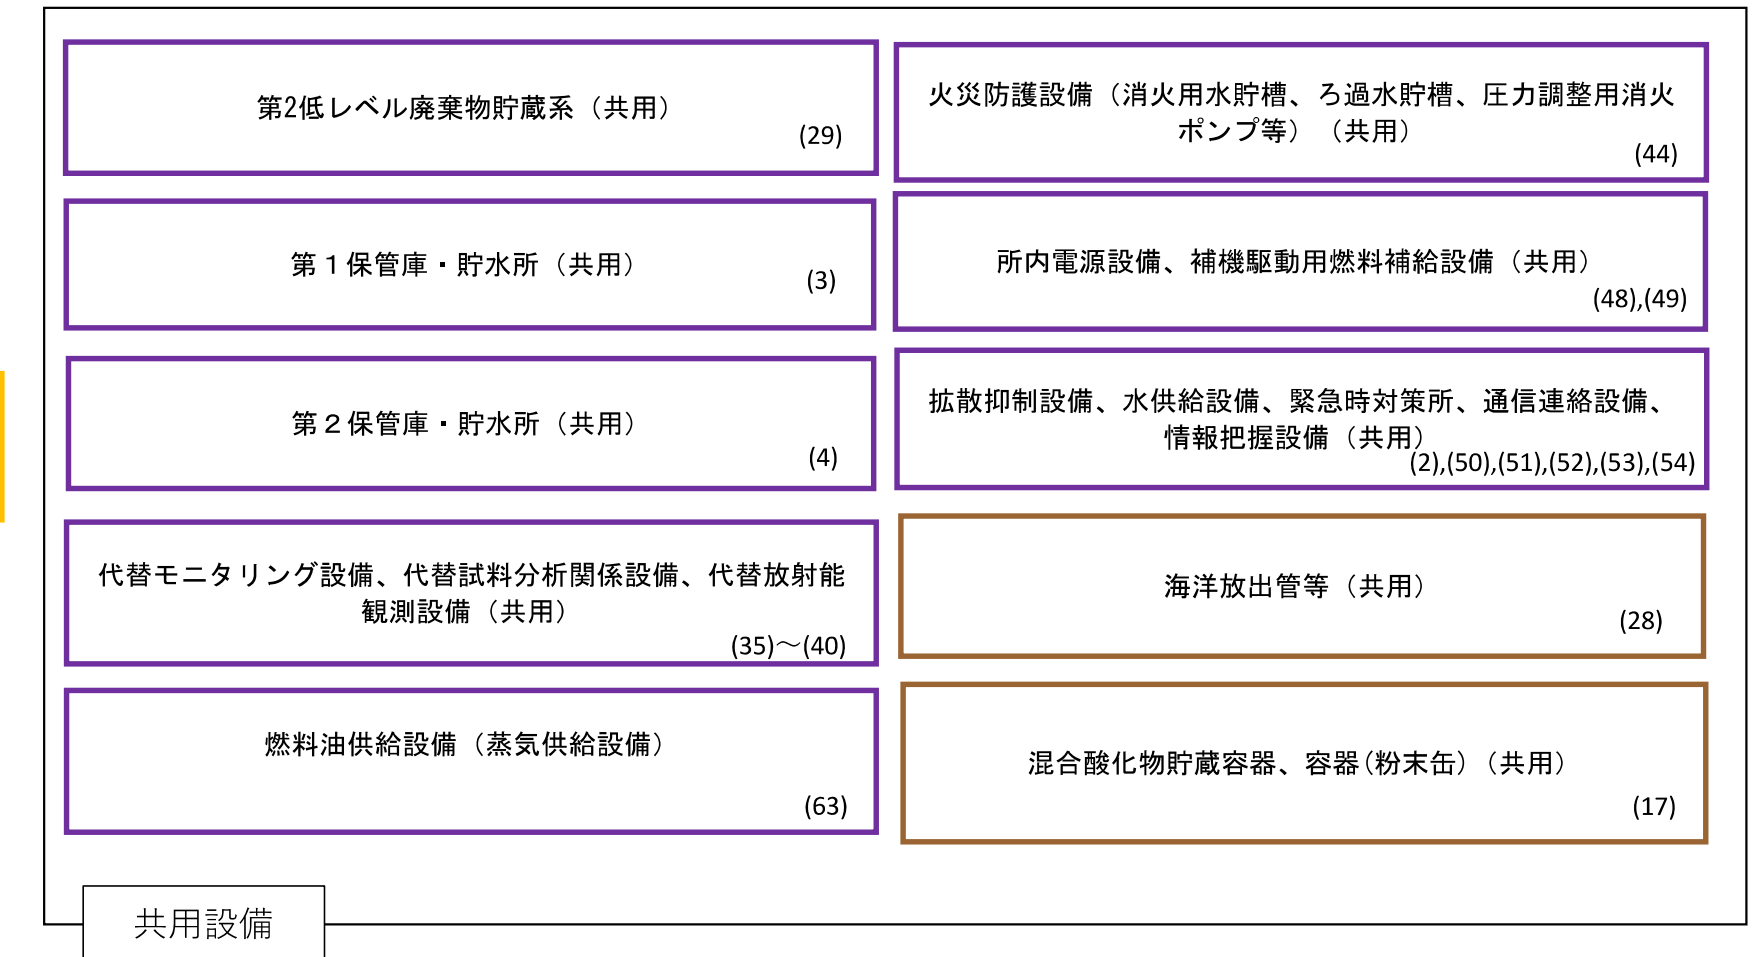 第2低レベル廃棄物貯蔵系（共用）
(29)
第１保管庫・貯水所（共用）
(3)
第２保管庫・貯水所（共用）
(4)
代替モニタリング設備、代替試料分析関係設備、代替放射能
観測設備（共用）
(35)～(40)
燃料油供給設備（蒸気供給設備）
(63)
火災防護設備（消火用水貯槽、ろ過水貯槽、圧力調整用消火
ポンプ等）（共用）
(44)
所内電源設備、補機駆動用燃料補給設備（共用）
(48),(49)
拡散抑制設備、水供給設備、緊急時対策所、通信連絡設備、
情報把握設備（共用）
(2),(50),(51),(52),(53),(54)
海洋放出管等（共用）
(28)
混合酸化物貯蔵容器、容器(粉末缶)（共用）
(17)
共用設備